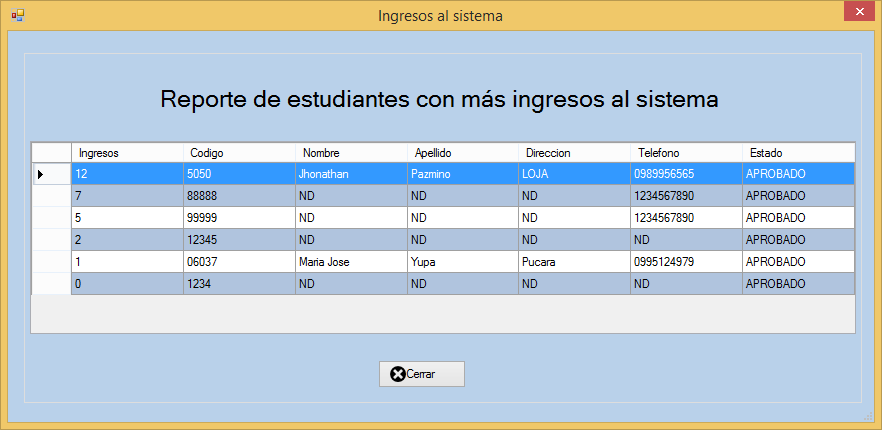 Ingresos al sistema
Reporte de estudiantes con más ingresos al sistema
Ingresos Codigo Nombre Apellido Direccion Telefono Estado
12 5050 Jhonathan Pazmino LOJA 0989956565 APROBADO
7 88888 ND ND ND 1234567890 APROBADO
5 99999 ND ND ND 1234567890 APROBADO
2 12345 ND ND ND ND APROBADO
1 06037 Maria Jose Yupa Pucara 0995124979 APROBADO
0 1234 ND ND ND ND APROBADO
Cerrar